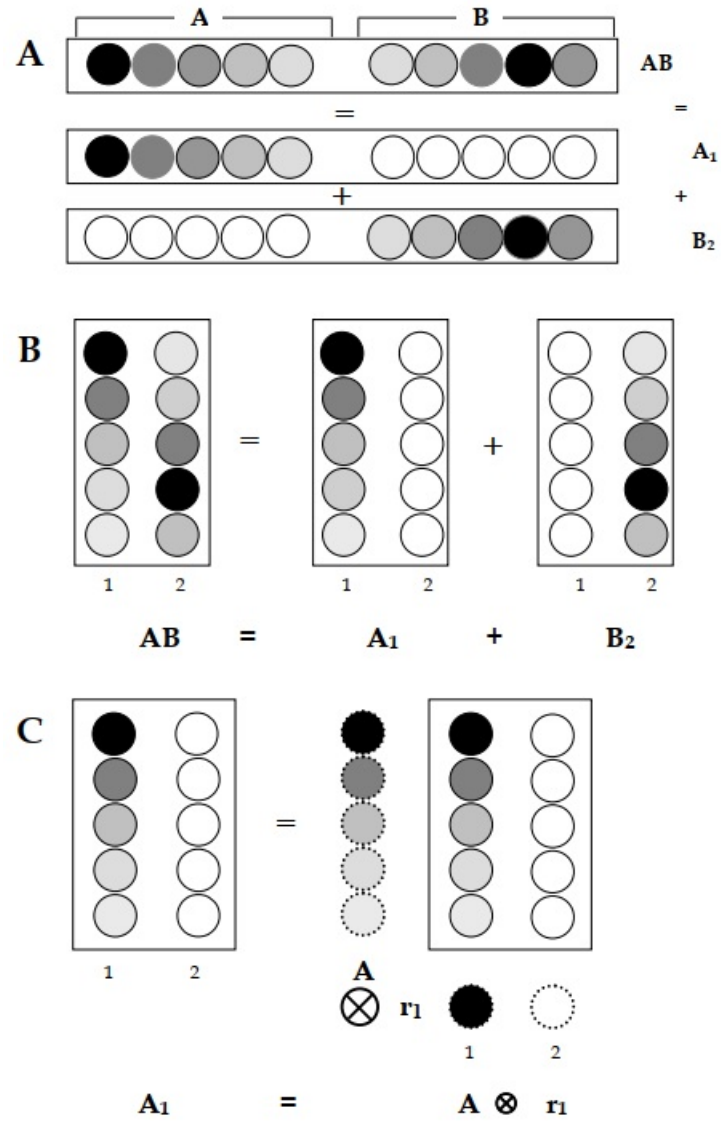 A B
A AB
= =
A₁
+ +
B₂
B
= +
1 2 1 2 1 2
AB = A₁ + B₂
C
=
1 2
A
⊗ r₁
1 2
A₁ = A ⊗ r₁